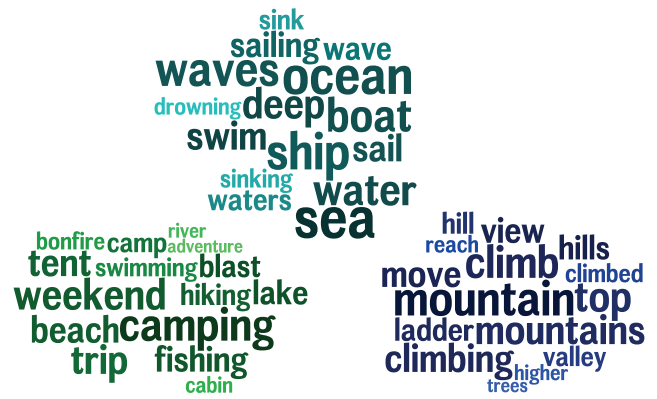 sink
sailing wave
waves ocean
drowning deep boat
swim ship sail
sinking water
waters sea
river
bonfire camp adventure
tent swimming blast
weekend hiking lake
beach camping
trip fishing
cabin
hill view
reach climb hills
move climbed
mountain top
ladder mountains
climbing valley
higher
trees